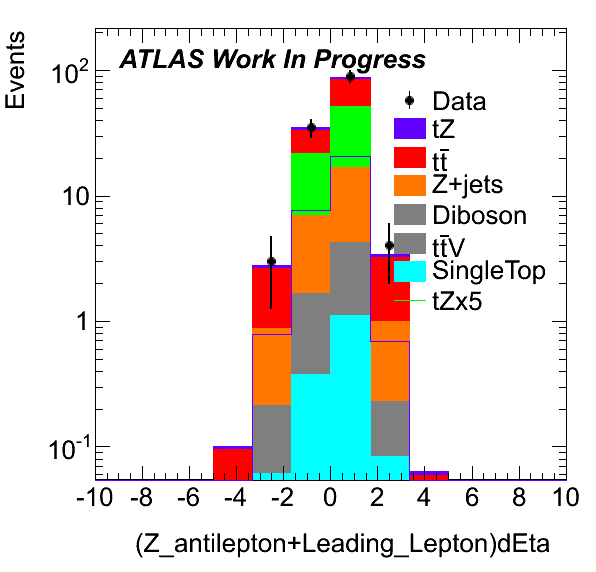 Events
ATLAS Work In Progress
10²
10
1
10⁻¹
Data
tZ
tt̄
Z+jets
Diboson
tt̄V
SingleTop
tZx5
-10 -8 -6 -4 -2 0 2 4 6 8 10
(Z_antilepton+Leading_Lepton)dEta